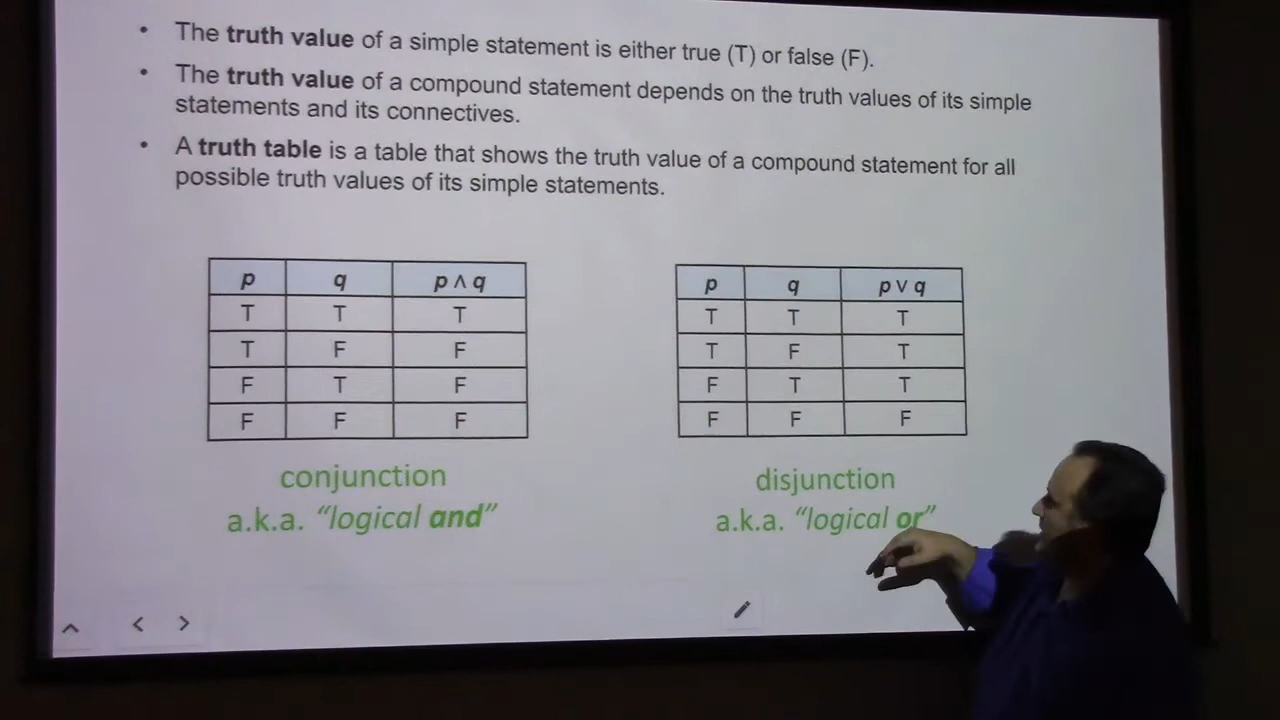 • The truth value of a simple statement is either true (T) or false (F).
• The truth value of a compound statement depends on the truth values of its simple
statements and its connectives.
• A truth table is a table that shows the truth value of a compound statement for all
possible truth values of its simple statements.
p q p ∧ q
T T T
T F F
F T F
F F F
conjunction
a.k.a. “logical and”
p q p ∨ q
T T T
T F T
F T T
F F F
disjunction
a.k.a. “logical or”